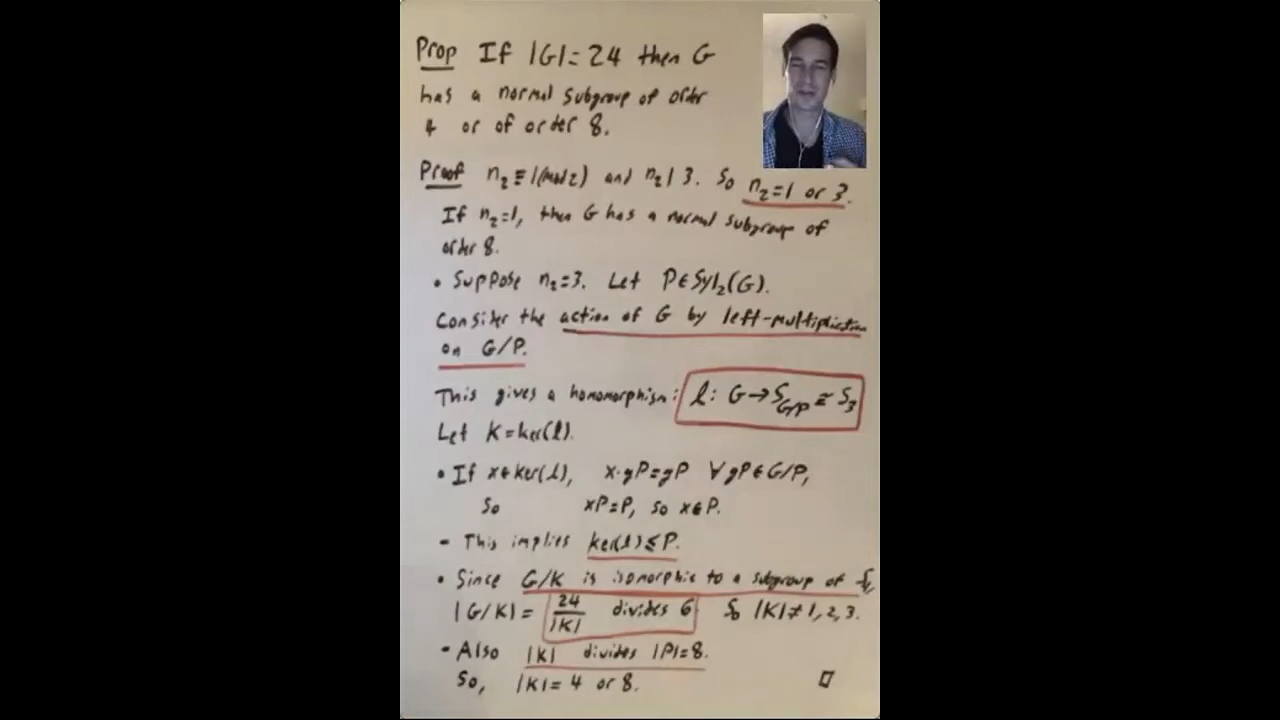 Prop If |G|=24 then G
has a normal subgroup of order
4 or of order 8.
Proof n₂≡1(mod 2) and n₂|3. So n₂=1 or 3.
If n₂=1, then G has a normal subgroup of
order 8.
• Suppose n₂=3. Let P∈Syl₂(G).
Consider the action of G by left-multiplication
on G/P.
This gives a homomorphism: l: G→S_{G/P}≅S₃
Let K=ker(l).
• If x∈ker(l), x·gP=gP ∀gP∈G/P,
So xP=P, so x∈P.
- This implies ker(l)≤P.
• Since G/K is isomorphic to a subgroup of S₃,
|G/K|= 24/|K| divides 6 So |K|≠1,2,3.
- Also |K| divides |P|=8.
So, |K|=4 or 8. □